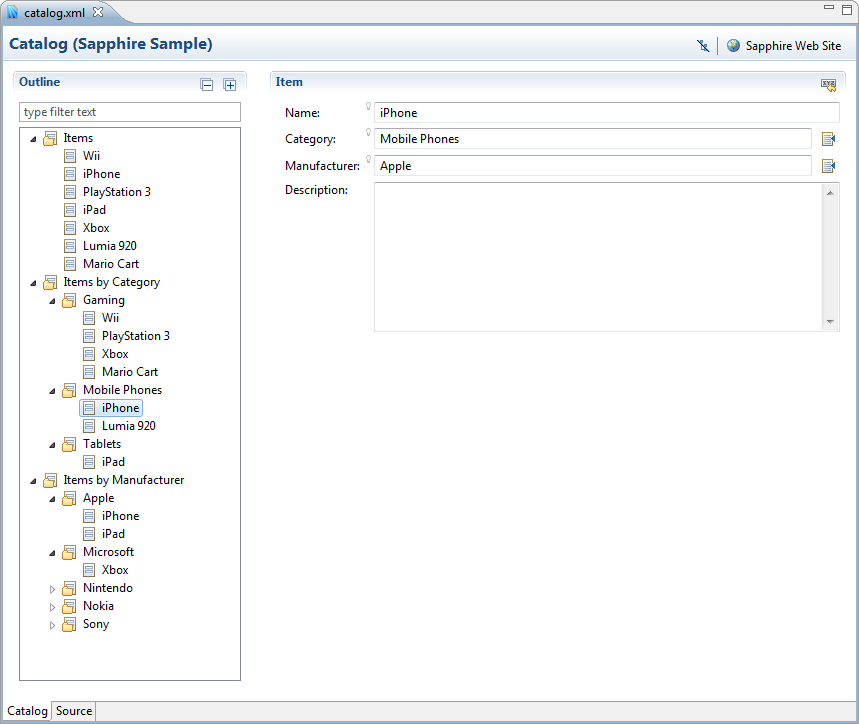 catalog.xml
Catalog (Sapphire Sample)
Sapphire Web Site
Outline
type filter text
Items
Wii
iPhone
PlayStation 3
iPad
Xbox
Lumia 920
Mario Cart
Items by Category
Gaming
Wii
PlayStation 3
Xbox
Mario Cart
Mobile Phones
iPhone
Lumia 920
Tablets
iPad
Items by Manufacturer
Apple
iPhone
iPad
Microsoft
Xbox
Nintendo
Nokia
Sony
Item
Name: iPhone
Category: Mobile Phones
Manufacturer: Apple
Description:
Catalog Source